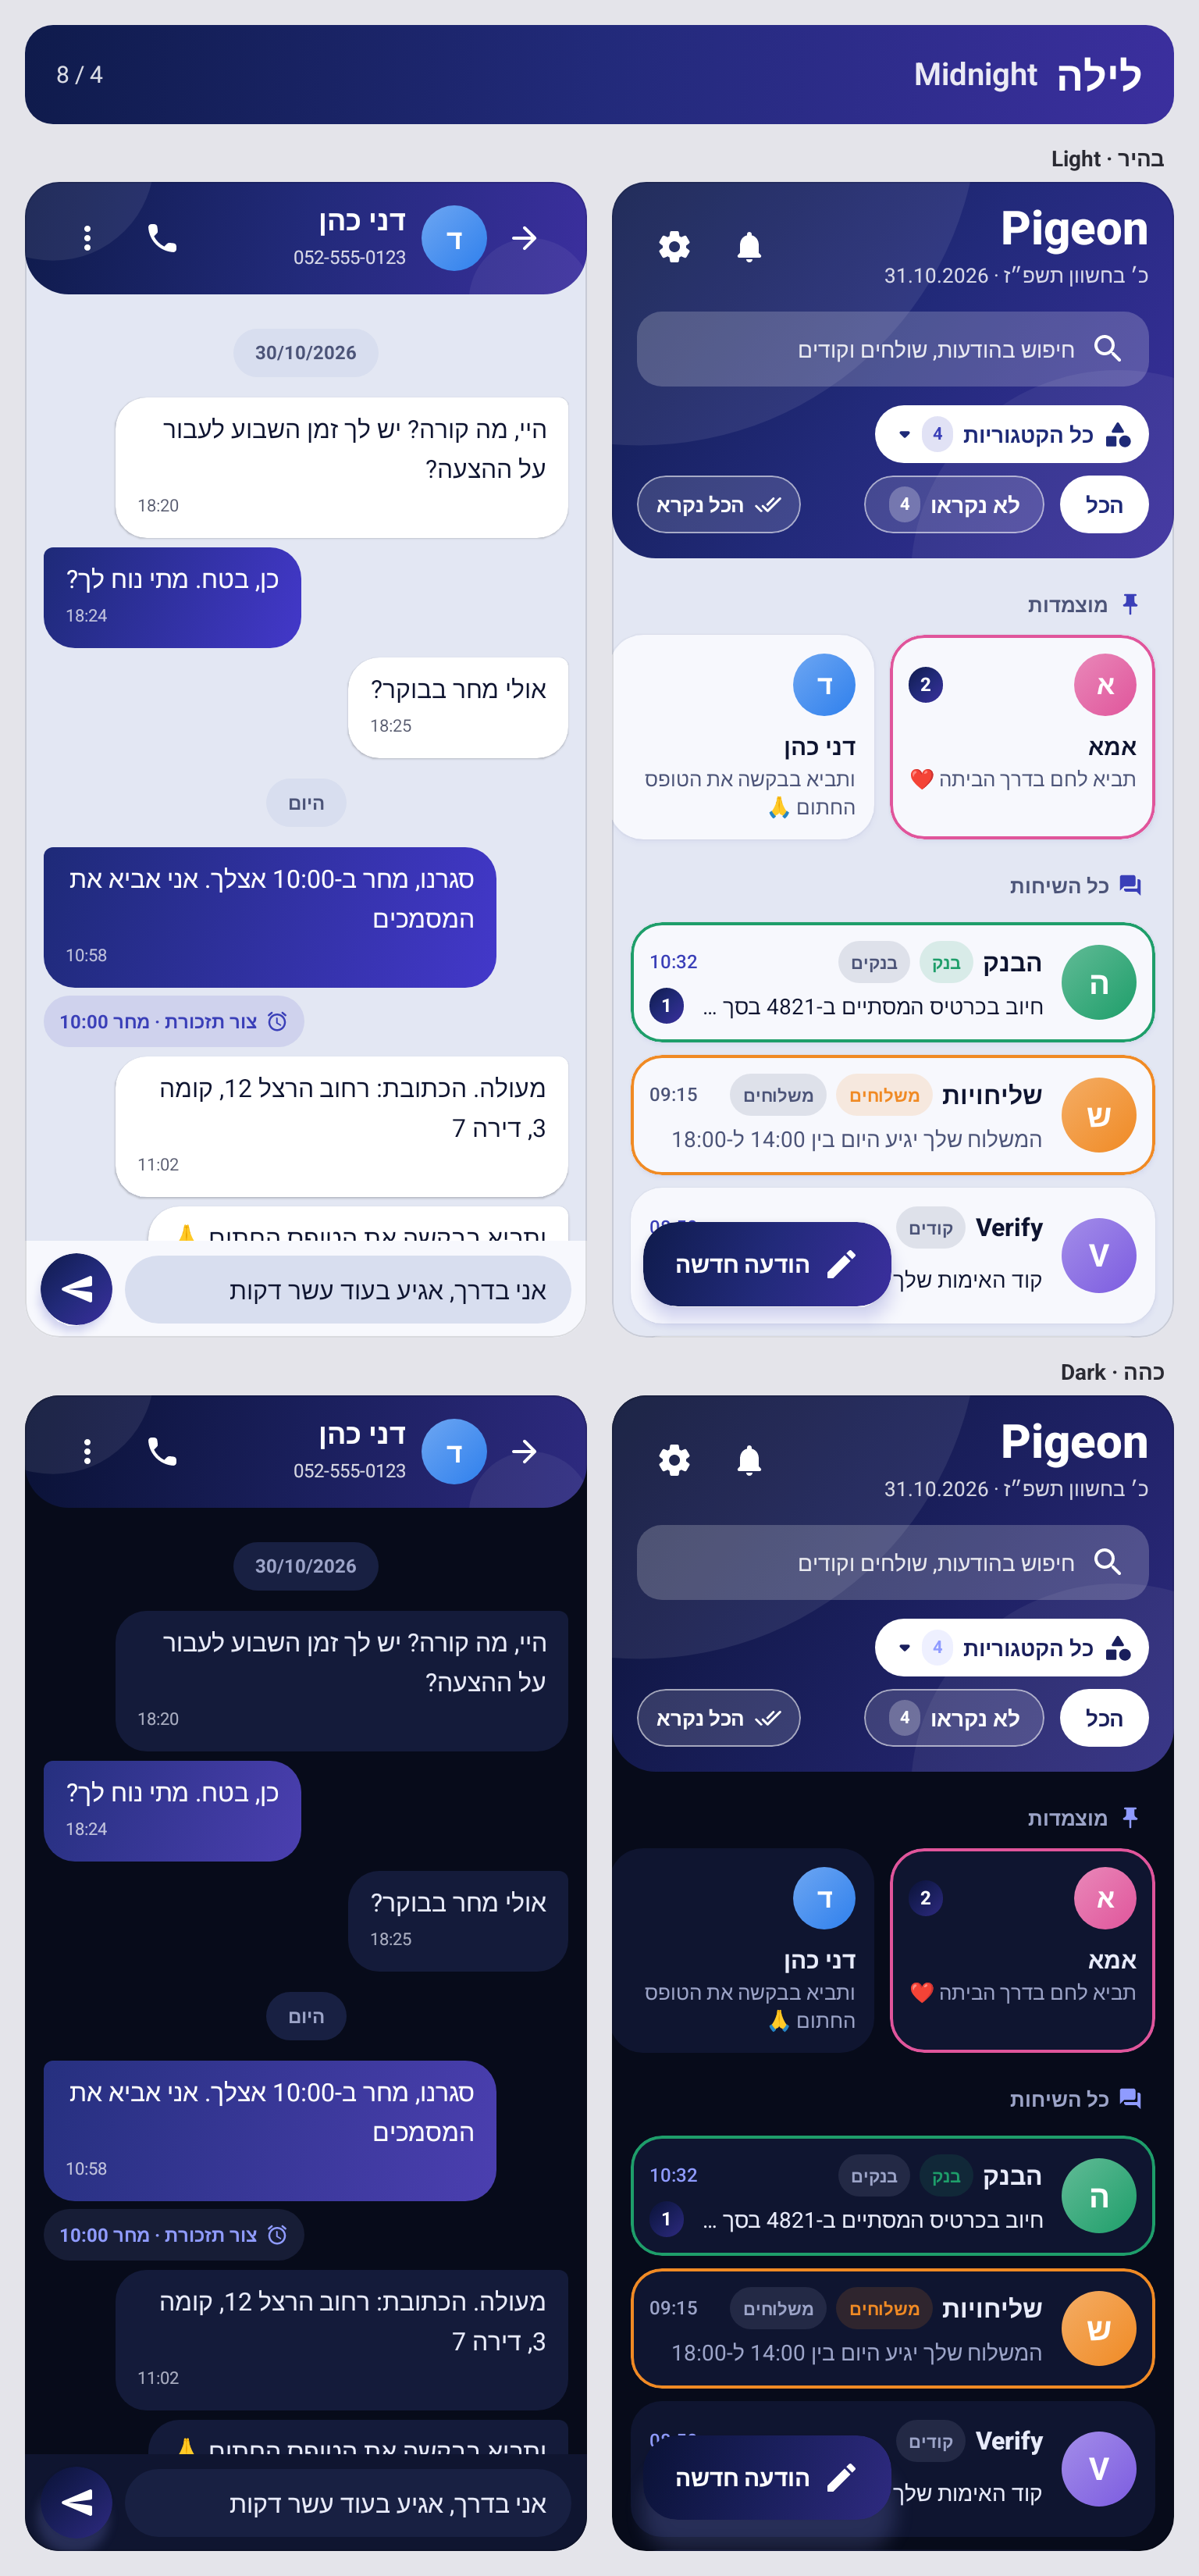 לילה Midnight
8 / 4
בהיר · Light
Pigeon
כ׳ בחשוון תשפ״ז · 31.10.2026
חיפוש בהודעות, שולחים וקודים
כל הקטגוריות 4
הכל
לא נקראו 4
הכל נקרא
מוצמדות
א
2
אמא
תביא לחם בדרך הביתה ❤️
ד
דני כהן
ותביא בבקשה את הטופס
החתום 🙏
כל השיחות
ה
הבנק בנק בנקים 10:32
חיוב בכרטיס המסתיים ב-4821 בסך ... 1
ש
שליחויות משלוחים משלוחים 09:15
המשלוח שלך יגיע היום בין 14:00 ל-18:00
V
Verify קודים
קוד האימות שלך
הודעה חדשה
ד
דני כהן
052-555-0123
30/10/2026
היי, מה קורה? יש לך זמן השבוע לעבור
על ההצעה?
18:20
כן, בטח. מתי נוח לך?
18:24
אולי מחר בבוקר?
18:25
היום
סגרנו, מחר ב-10:00 אצלך. אני אביא את
המסמכים
10:58
צור תזכורת · מחר 10:00
מעולה. הכתובת: רחוב הרצל 12, קומה
3, דירה 7
11:02
ותביא בבקשה את הטופס החתום 🙏
אני בדרך, אגיע בעוד עשר דקות
כהה · Dark
Pigeon
כ׳ בחשוון תשפ״ז · 31.10.2026
חיפוש בהודעות, שולחים וקודים
כל הקטגוריות 4
הכל
לא נקראו 4
הכל נקרא
מוצמדות
א
2
אמא
תביא לחם בדרך הביתה ❤️
ד
דני כהן
ותביא בבקשה את הטופס
החתום 🙏
כל השיחות
ה
הבנק בנק בנקים 10:32
חיוב בכרטיס המסתיים ב-4821 בסך ... 1
ש
שליחויות משלוחים משלוחים 09:15
המשלוח שלך יגיע היום בין 14:00 ל-18:00
V
Verify קודים
קוד האימות שלך
הודעה חדשה
ד
דני כהן
052-555-0123
30/10/2026
היי, מה קורה? יש לך זמן השבוע לעבור
על ההצעה?
18:20
כן, בטח. מתי נוח לך?
18:24
אולי מחר בבוקר?
18:25
היום
סגרנו, מחר ב-10:00 אצלך. אני אביא את
המסמכים
10:58
צור תזכורת · מחר 10:00
מעולה. הכתובת: רחוב הרצל 12, קומה
3, דירה 7
11:02
ותביא בבקשה את הטופס החתום 🙏
אני בדרך, אגיע בעוד עשר דקות